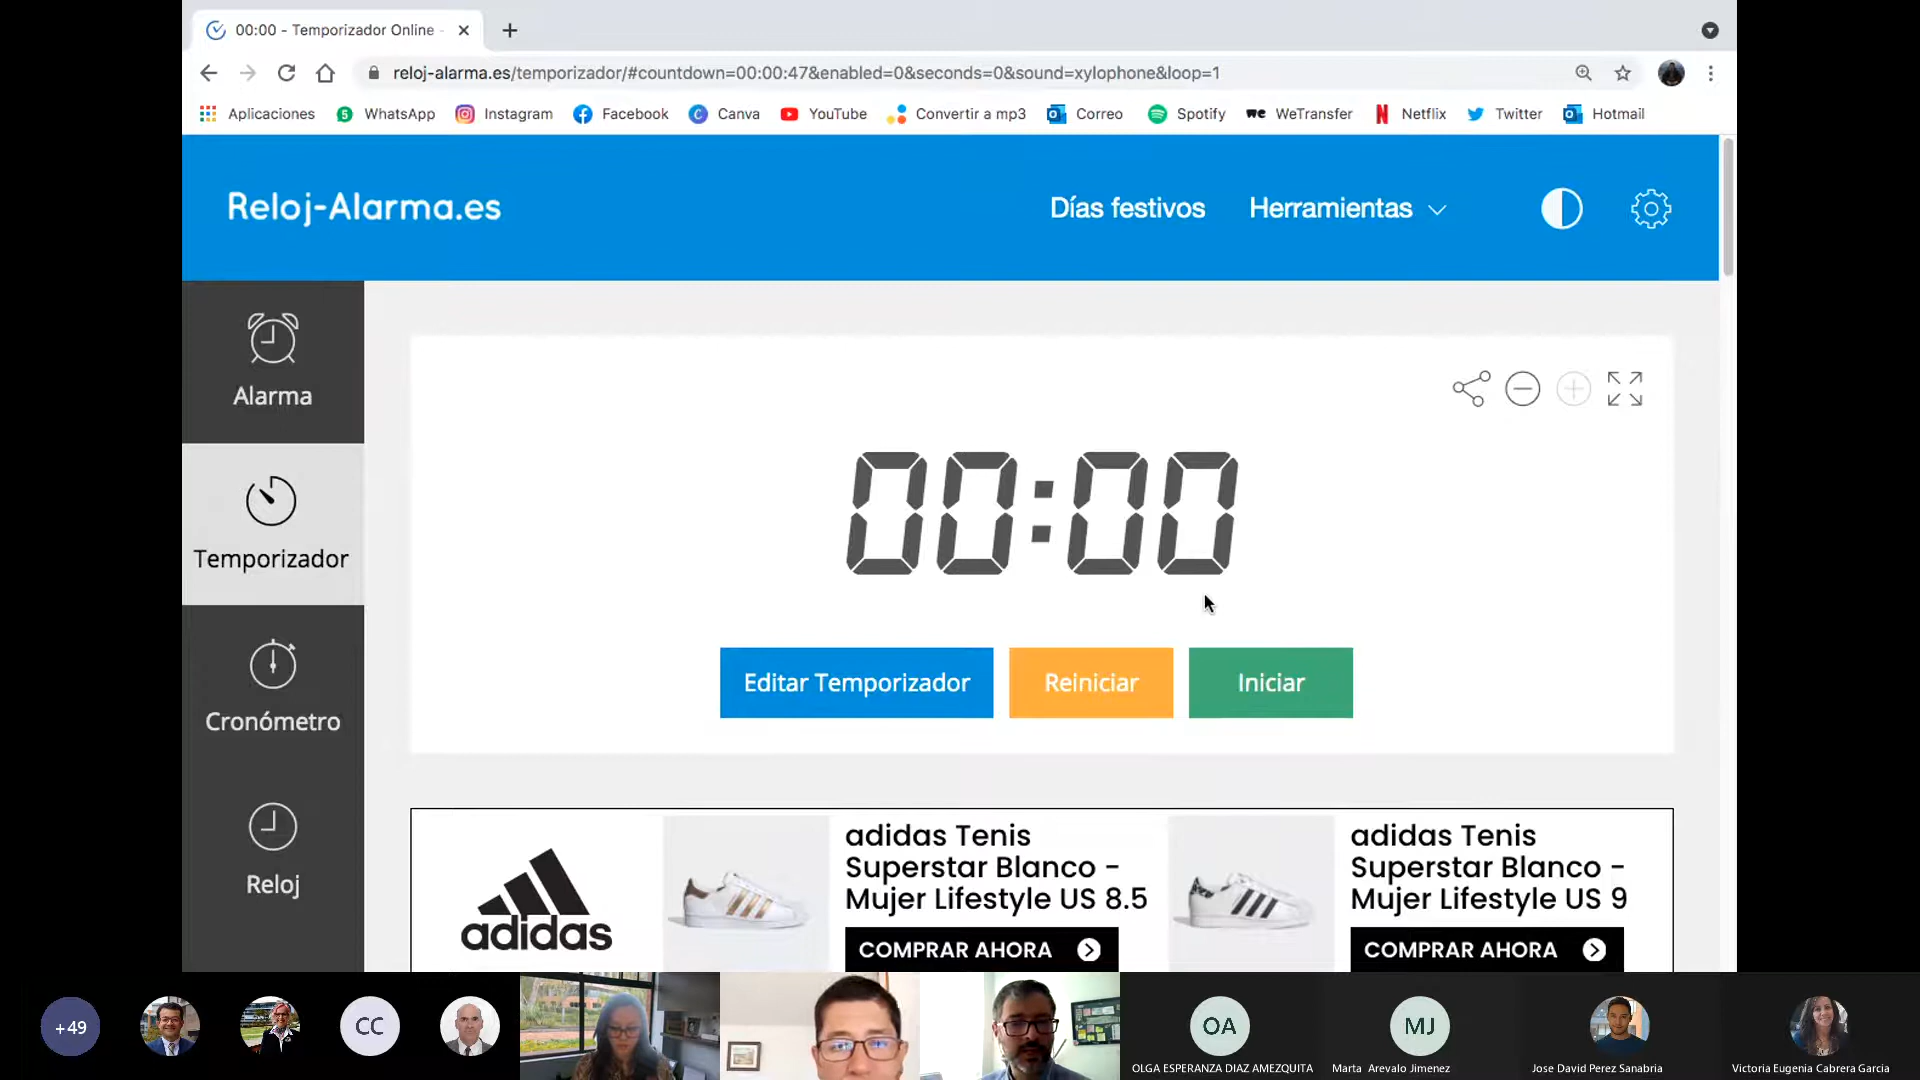 00:00 - Temporizador Online -
reloj-alarma.es/temporizador/#countdown=00:00:47&enabled=0&seconds=0&sound=xylophone&loop=1
Aplicaciones 5 WhatsApp Instagram Facebook C Canva YouTube Convertir a mp3 Correo Spotify we WeTransfer Netflix Twitter Hotmail
Reloj-Alarma.es
Días festivos
Herramientas
Alarma
Temporizador
Cronómetro
Reloj
00:00
Editar Temporizador
Reiniciar
Iniciar
adidas
adidas Tenis
Superstar Blanco -
Mujer Lifestyle US 8.5
COMPRAR AHORA
adidas Tenis
Superstar Blanco -
Mujer Lifestyle US 9
COMPRAR AHORA
+49
CC
OA
OLGA ESPERANZA DIAZ AMEZQUITA
MJ
Marta Arevalo Jimenez
Jose David Perez Sanabria
Victoria Eugenia Cabrera Garcia